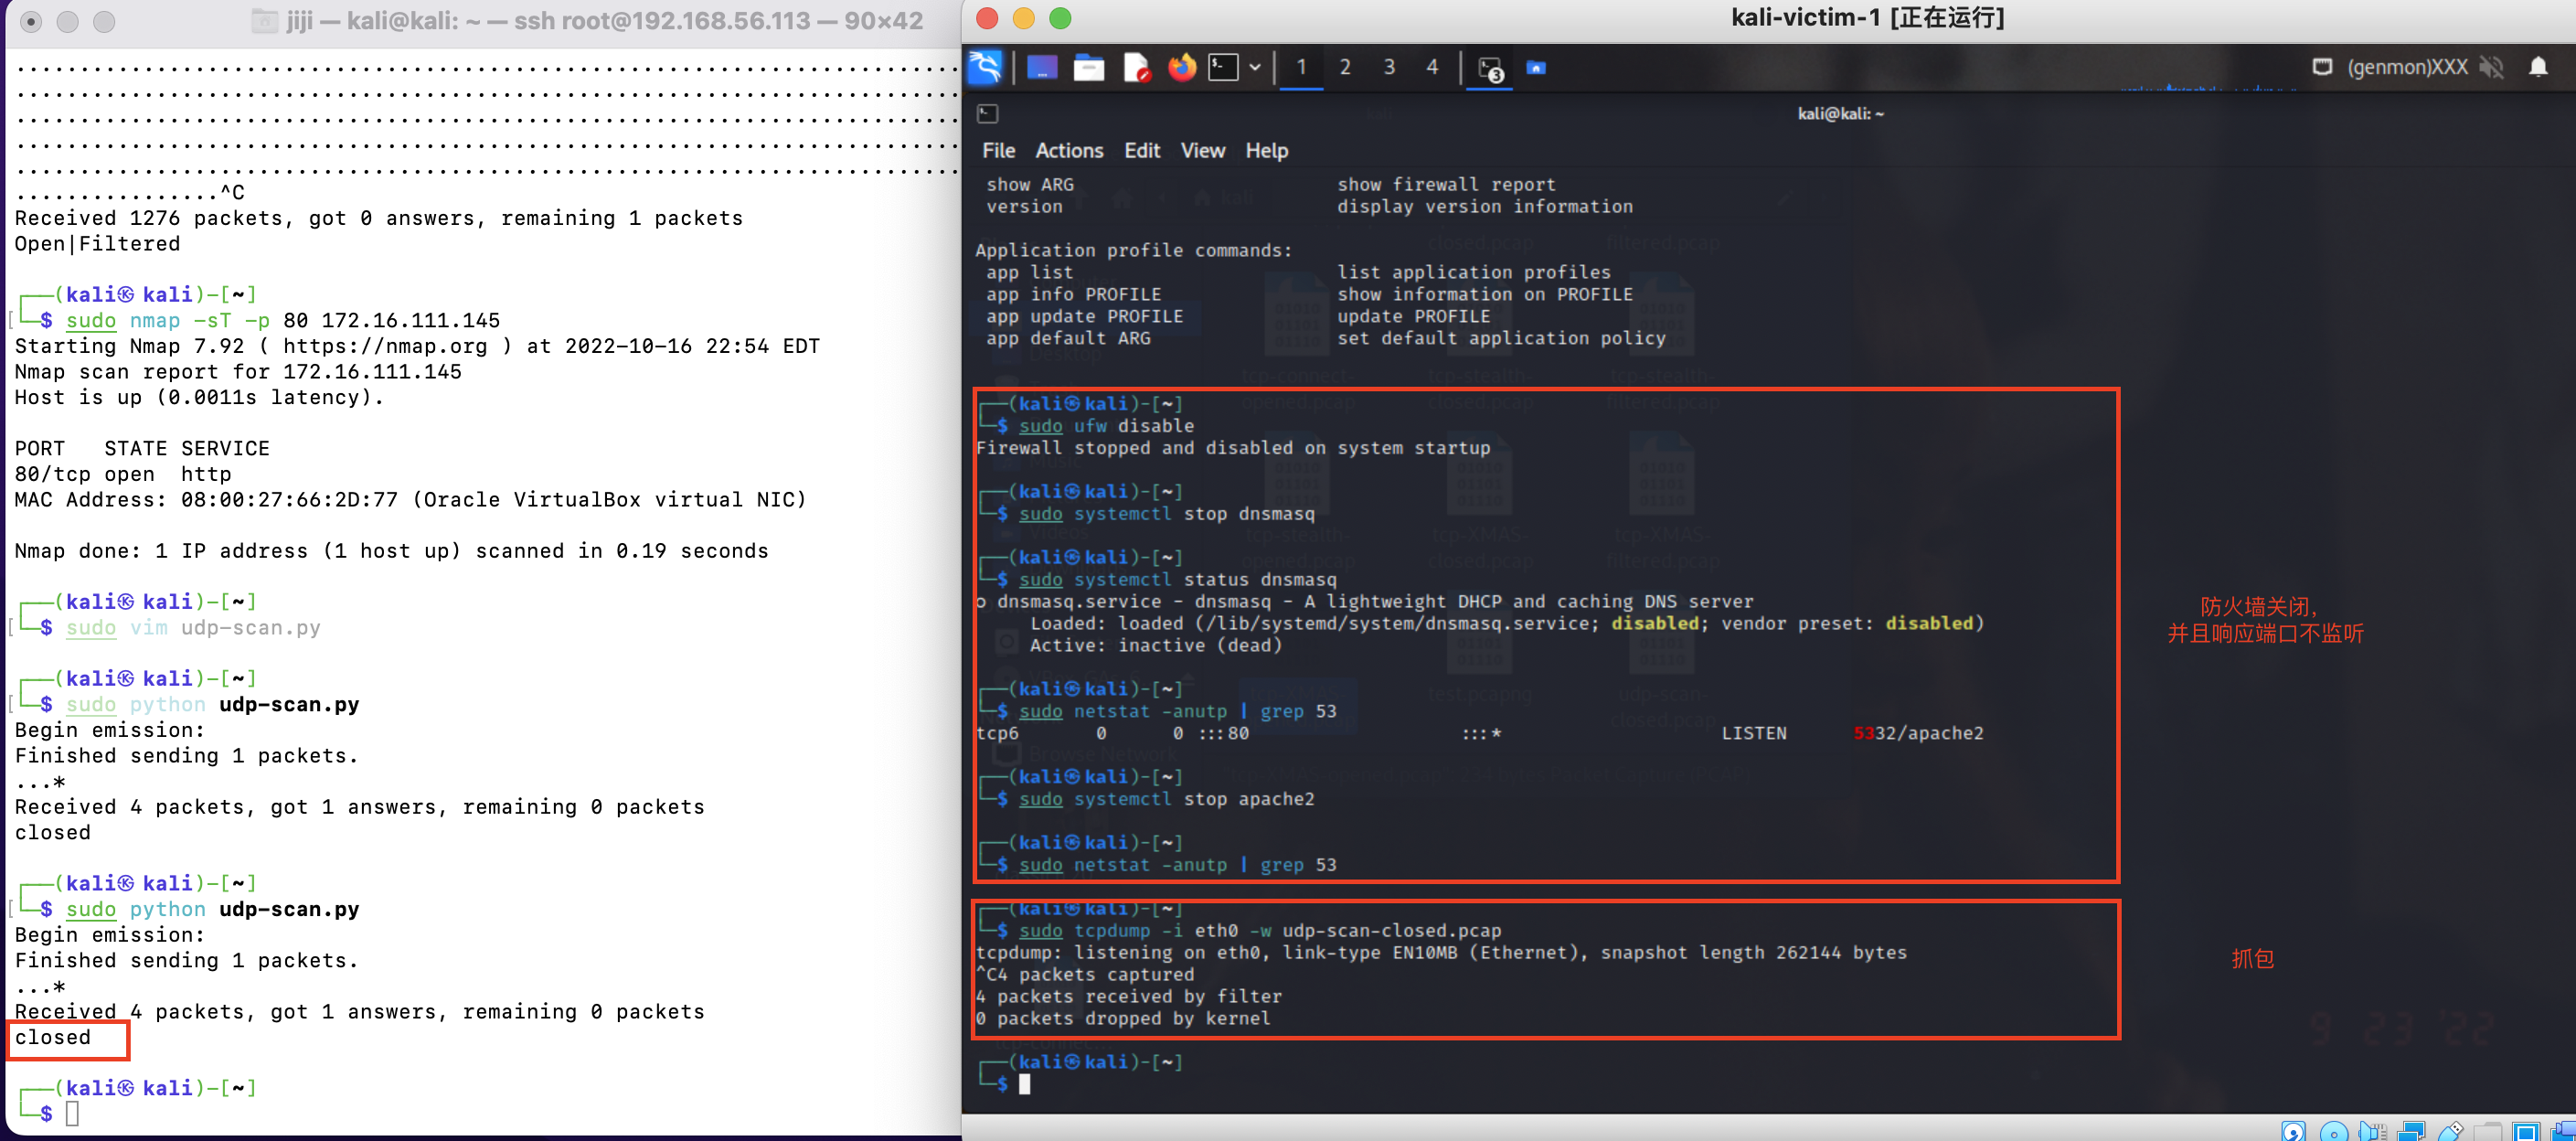 jiji — kali@kali: ~ — ssh root@192.168.56.113 — 90×42
................^C
Received 1276 packets, got 0 answers, remaining 1 packets
Open|Filtered
┌──(kali㉿kali)-[~]
└─$ sudo nmap -sT -p 80 172.16.111.145
Starting Nmap 7.92 ( https://nmap.org ) at 2022-10-16 22:54 EDT
Nmap scan report for 172.16.111.145
Host is up (0.0011s latency).
PORT   STATE SERVICE
80/tcp open  http
MAC Address: 08:00:27:66:2D:77 (Oracle VirtualBox virtual NIC)
Nmap done: 1 IP address (1 host up) scanned in 0.19 seconds
┌──(kali㉿kali)-[~]
└─$ sudo vim udp-scan.py
┌──(kali㉿kali)-[~]
└─$ sudo python udp-scan.py
Begin emission:
Finished sending 1 packets.
...*
Received 4 packets, got 1 answers, remaining 0 packets
closed
┌──(kali㉿kali)-[~]
└─$ sudo python udp-scan.py
Begin emission:
Finished sending 1 packets.
...*
Received 4 packets, got 1 answers, remaining 0 packets
closed
┌──(kali㉿kali)-[~]
└─$
kali-victim-1 [正在运行]
1 2 3 4 3 (genmon)XXX
kali@kali: ~
File Actions Edit View Help
show ARG                        show firewall report
version                         display version information
Application profile commands:
app list                        list application profiles
app info PROFILE                show information on PROFILE
app update PROFILE              update PROFILE
app default ARG                 set default application policy
┌──(kali㉿kali)-[~]
└─$ sudo ufw disable
Firewall stopped and disabled on system startup
┌──(kali㉿kali)-[~]
└─$ sudo systemctl stop dnsmasq
┌──(kali㉿kali)-[~]
└─$ sudo systemctl status dnsmasq
○ dnsmasq.service - dnsmasq - A lightweight DHCP and caching DNS server
Loaded: loaded (/lib/systemd/system/dnsmasq.service; disabled; vendor preset: disabled)
Active: inactive (dead)
┌──(kali㉿kali)-[~]
└─$ sudo netstat -anutp | grep 53
tcp6       0      0 :::80                   :::*                    LISTEN      5332/apache2
┌──(kali㉿kali)-[~]
└─$ sudo systemctl stop apache2
┌──(kali㉿kali)-[~]
└─$ sudo netstat -anutp | grep 53
防火墙关闭,
并且响应端口不监听
┌──(kali㉿kali)-[~]
└─$ sudo tcpdump -i eth0 -w udp-scan-closed.pcap
tcpdump: listening on eth0, link-type EN10MB (Ethernet), snapshot length 262144 bytes
^C4 packets captured
4 packets received by filter
0 packets dropped by kernel
抓包
┌──(kali㉿kali)-[~]
└─$
9 23 '22